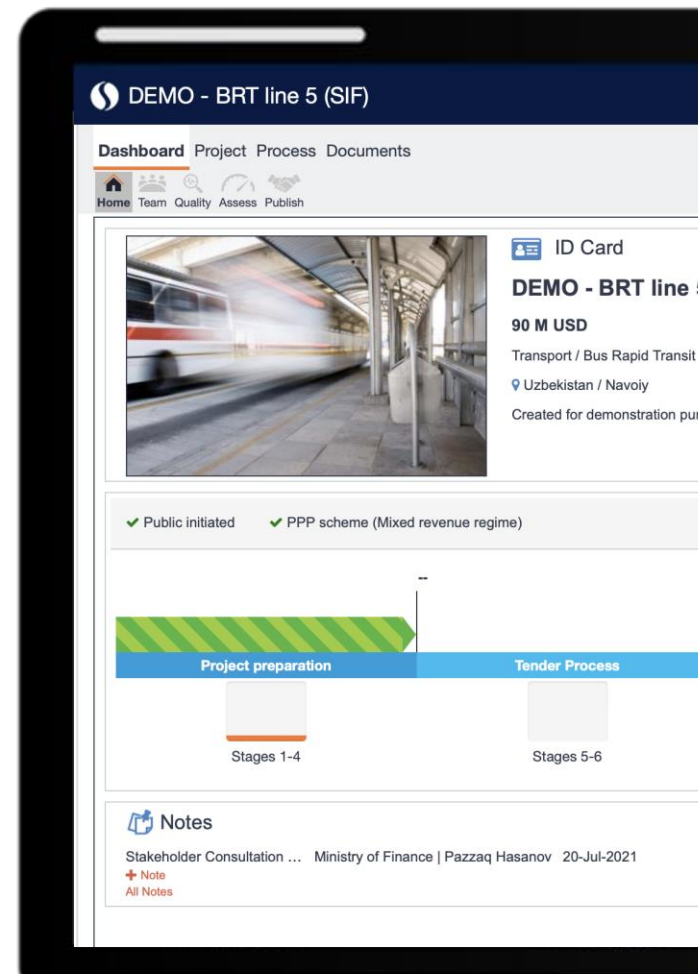 DEMO - BRT line 5 (SIF)
Dashboard Project Process Documents
Home Team Quality Assess Publish
ID Card
DEMO - BRT line
90 M USD
Transport / Bus Rapid Transit
Uzbekistan / Navoiy
Created for demonstration pur
Public initiated PPP scheme (Mixed revenue regime)
--
Project preparation Tender Process
Stages 1-4 Stages 5-6
Notes
Stakeholder Consultation ... Ministry of Finance | Pazzaq Hasanov 20-Jul-2021
+ Note
All Notes